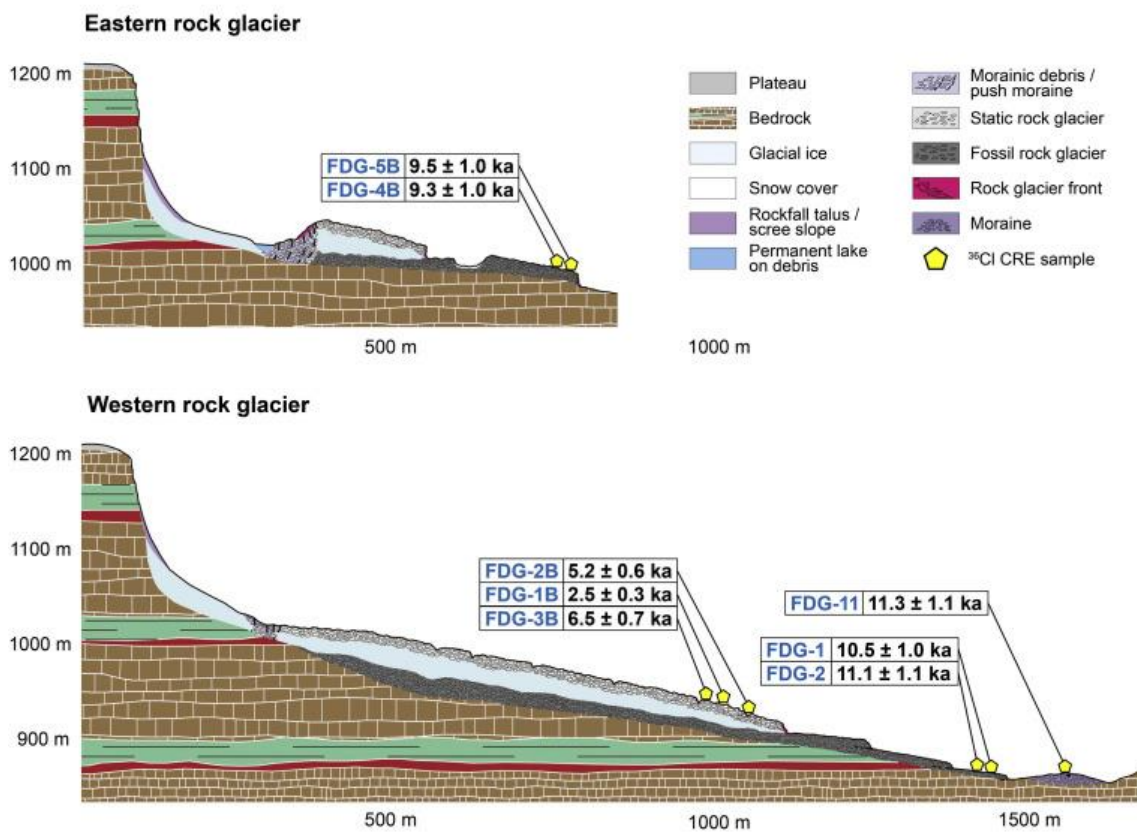 Eastern rock glacier
1200 m
1100 m
1000 m
FDG-5B 9.5 ± 1.0 ka
FDG-4B 9.3 ± 1.0 ka
500 m
1000 m
Plateau
Bedrock
Glacial ice
Snow cover
Rockfall talus /
scree slope
Permanent lake
on debris
Morainic debris /
push moraine
Static rock glacier
Fossil rock glacier
Rock glacier front
Moraine
³⁶Cl CRE sample
Western rock glacier
1200 m
1100 m
1000 m
900 m
FDG-2B 5.2 ± 0.6 ka
FDG-1B 2.5 ± 0.3 ka
FDG-3B 6.5 ± 0.7 ka
FDG-11 11.3 ± 1.1 ka
FDG-1 10.5 ± 1.0 ka
FDG-2 11.1 ± 1.1 ka
500 m
1000 m
1500 m